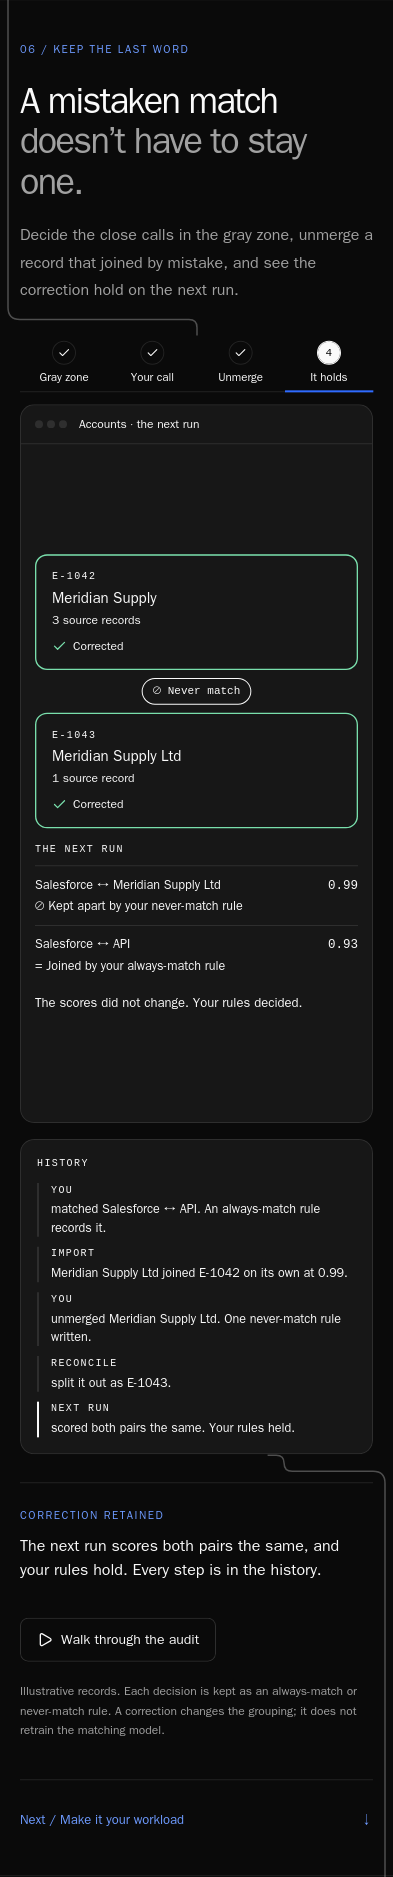 06 / KEEP THE LAST WORD
A mistaken match
doesn’t have to stay
one.
Decide the close calls in the gray zone, unmerge a
record that joined by mistake, and see the
correction hold on the next run.
4
Gray zone Your call Unmerge It holds
Accounts · the next run
E-1042
Meridian Supply
3 source records
✓ Corrected
⊘ Never match
E-1043
Meridian Supply Ltd
1 source record
✓ Corrected
THE NEXT RUN
Salesforce ↔ Meridian Supply Ltd 0.99
⊘ Kept apart by your never-match rule
Salesforce ↔ API 0.93
= Joined by your always-match rule
The scores did not change. Your rules decided.
HISTORY
YOU
matched Salesforce ↔ API. An always-match rule
records it.
IMPORT
Meridian Supply Ltd joined E-1042 on its own at 0.99.
YOU
unmerged Meridian Supply Ltd. One never-match rule
written.
RECONCILE
split it out as E-1043.
NEXT RUN
scored both pairs the same. Your rules held.
CORRECTION RETAINED
The next run scores both pairs the same, and
your rules hold. Every step is in the history.
Walk through the audit
Illustrative records. Each decision is kept as an always-match or
never-match rule. A correction changes the grouping; it does not
retrain the matching model.
Next / Make it your workload ↓